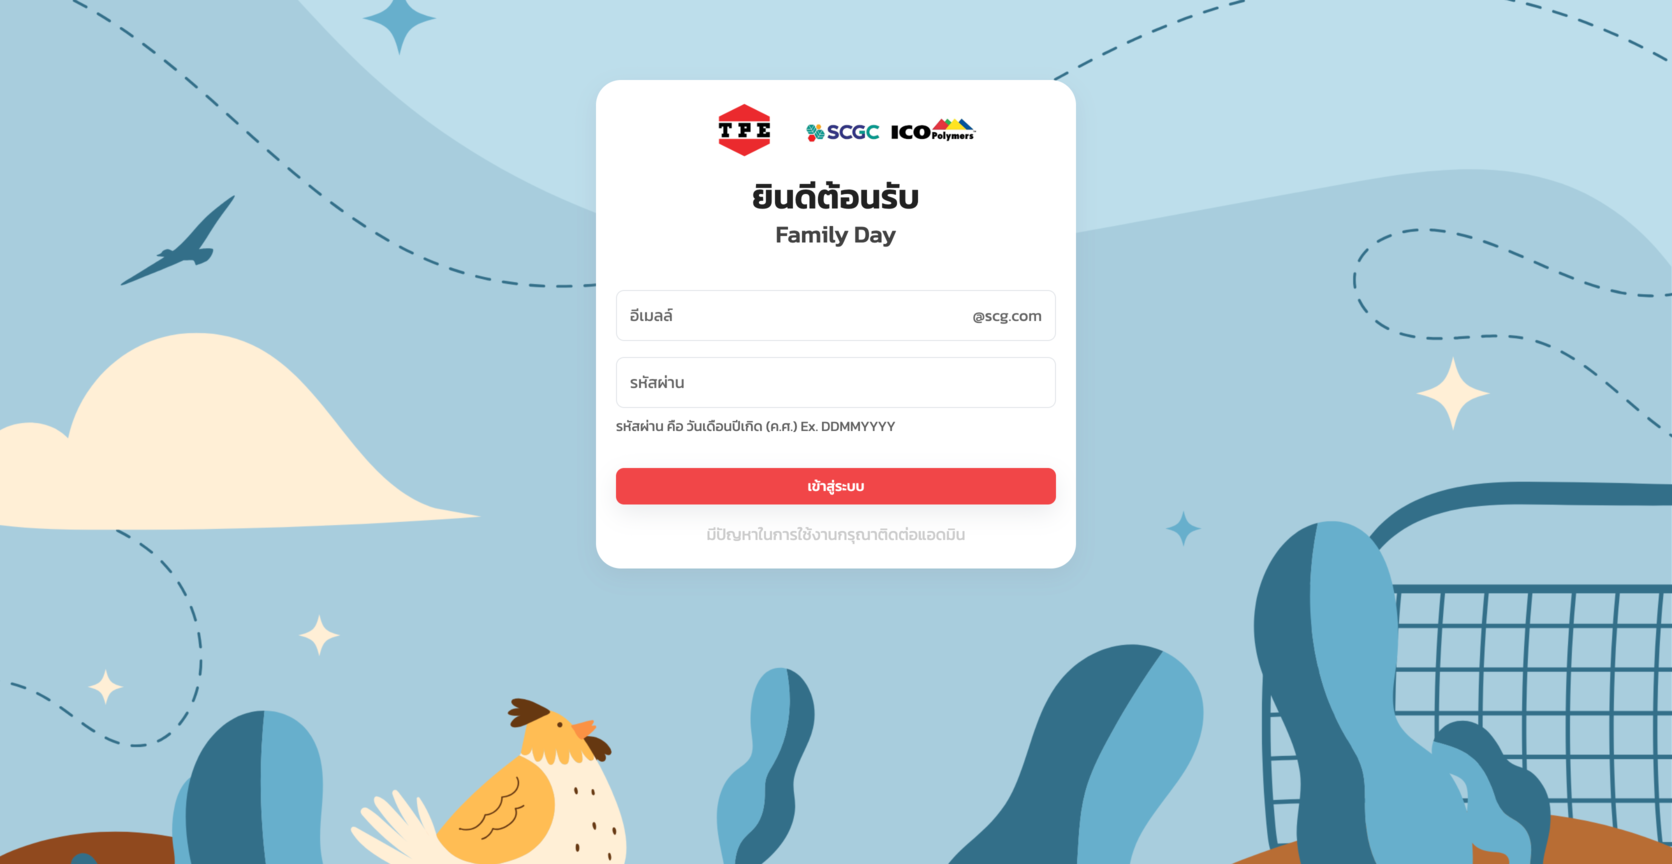 TPE
SCGC
ICO Polymers
ยินดีต้อนรับ
Family Day
อีเมลล์
@scg.com
รหัสผ่าน
รหัสผ่าน คือ วันเดือนปีเกิด (ค.ศ.) Ex. DDMMYYYY
เข้าสู่ระบบ
มีปัญหาในการใช้งานกรุณาติดต่อแอดมิน